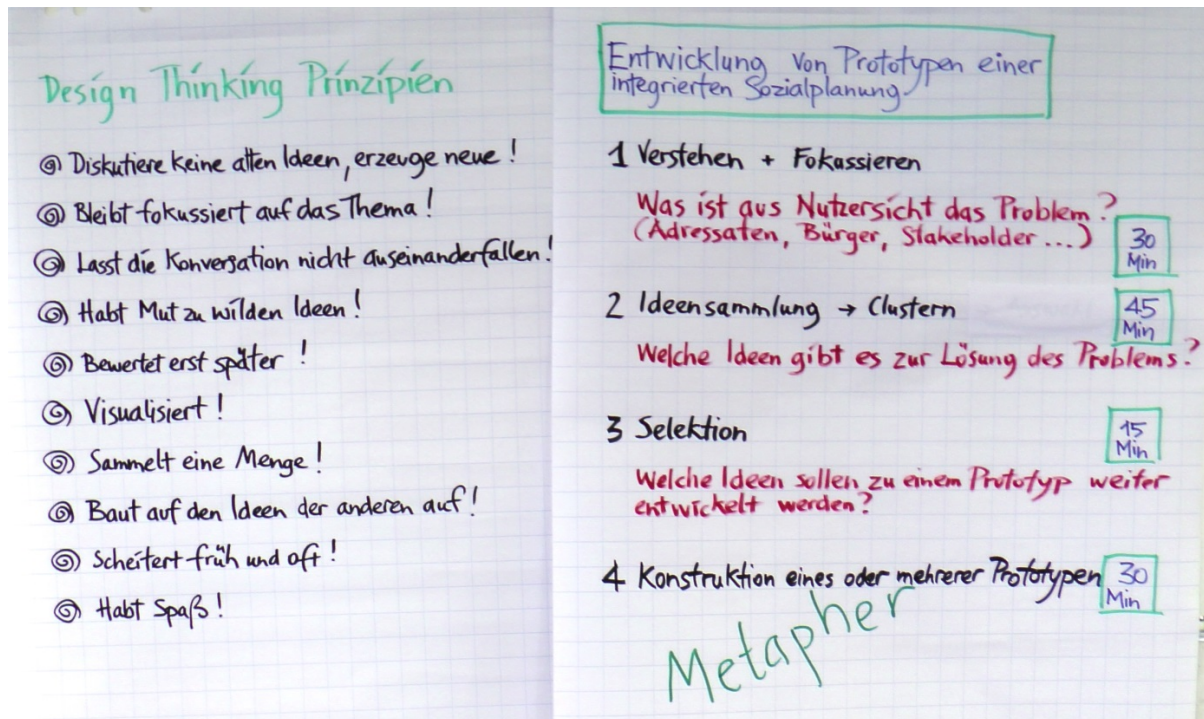 Design Thinking Prinzipien
Diskutiere keine alten Ideen, erzeuge neue!
Bleibt fokussiert auf das Thema!
Lasst die Konversation nicht auseinanderfallen!
Habt Mut zu wilden Ideen!
Bewertet erst später!
Visualisiert!
Sammelt eine Menge!
Baut auf den Ideen der anderen auf!
Scheitert früh und oft!
Habt Spaß!
Entwicklung von Prototypen einer
integrierten Sozialplanung
1 Verstehen + Fokassieren
Was ist aus Nutzersicht das Problem?
(Adressaten, Bürger, Stakeholder ...)
30
Min
2 Ideensammlung → Clustern
45
Min
Welche Ideen gibt es zur Lösung des Problems?
3 Selektion
15
Min
Welche Ideen sollen zu einem Prototyp weiter
entwickelt werden?
4 Konstruktion eines oder mehrerer Prototypen
30
Min
Metapher